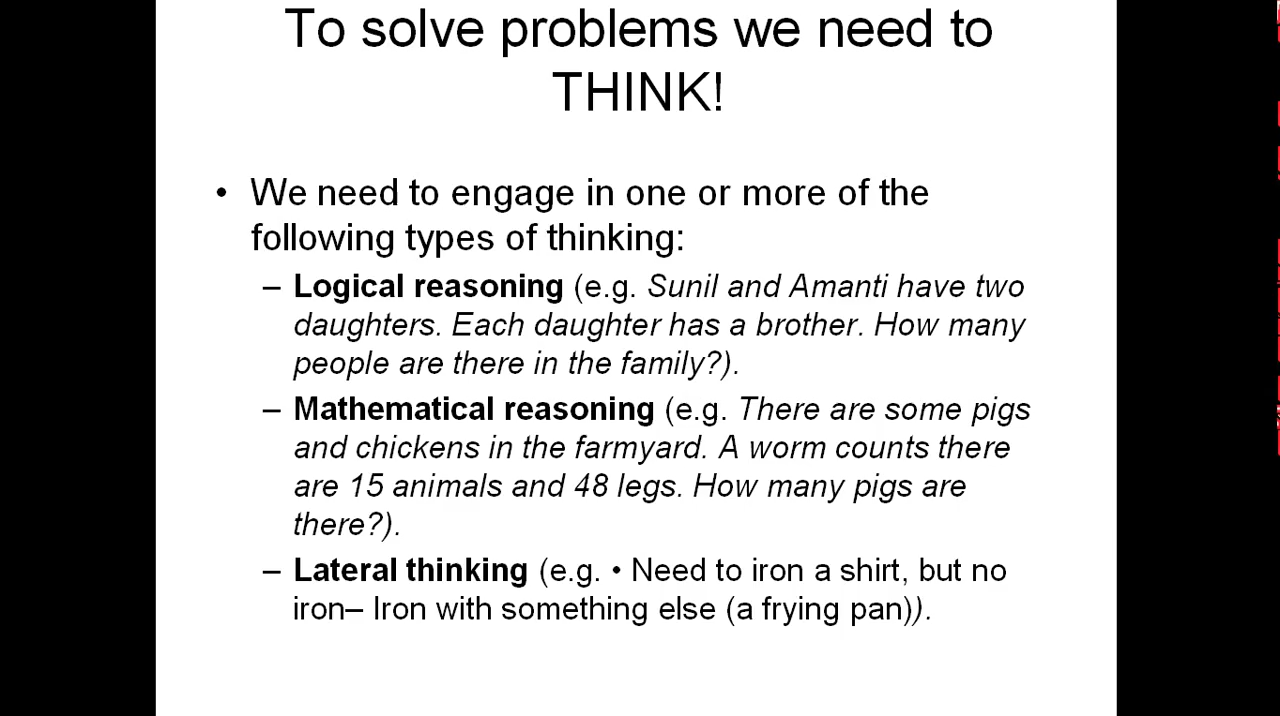 To solve problems we need to
THINK!
• We need to engage in one or more of the
following types of thinking:
– Logical reasoning (e.g. Sunil and Amanti have two
daughters. Each daughter has a brother. How many
people are there in the family?).
– Mathematical reasoning (e.g. There are some pigs
and chickens in the farmyard. A worm counts there
are 15 animals and 48 legs. How many pigs are
there?).
– Lateral thinking (e.g. • Need to iron a shirt, but no
iron– Iron with something else (a frying pan)).